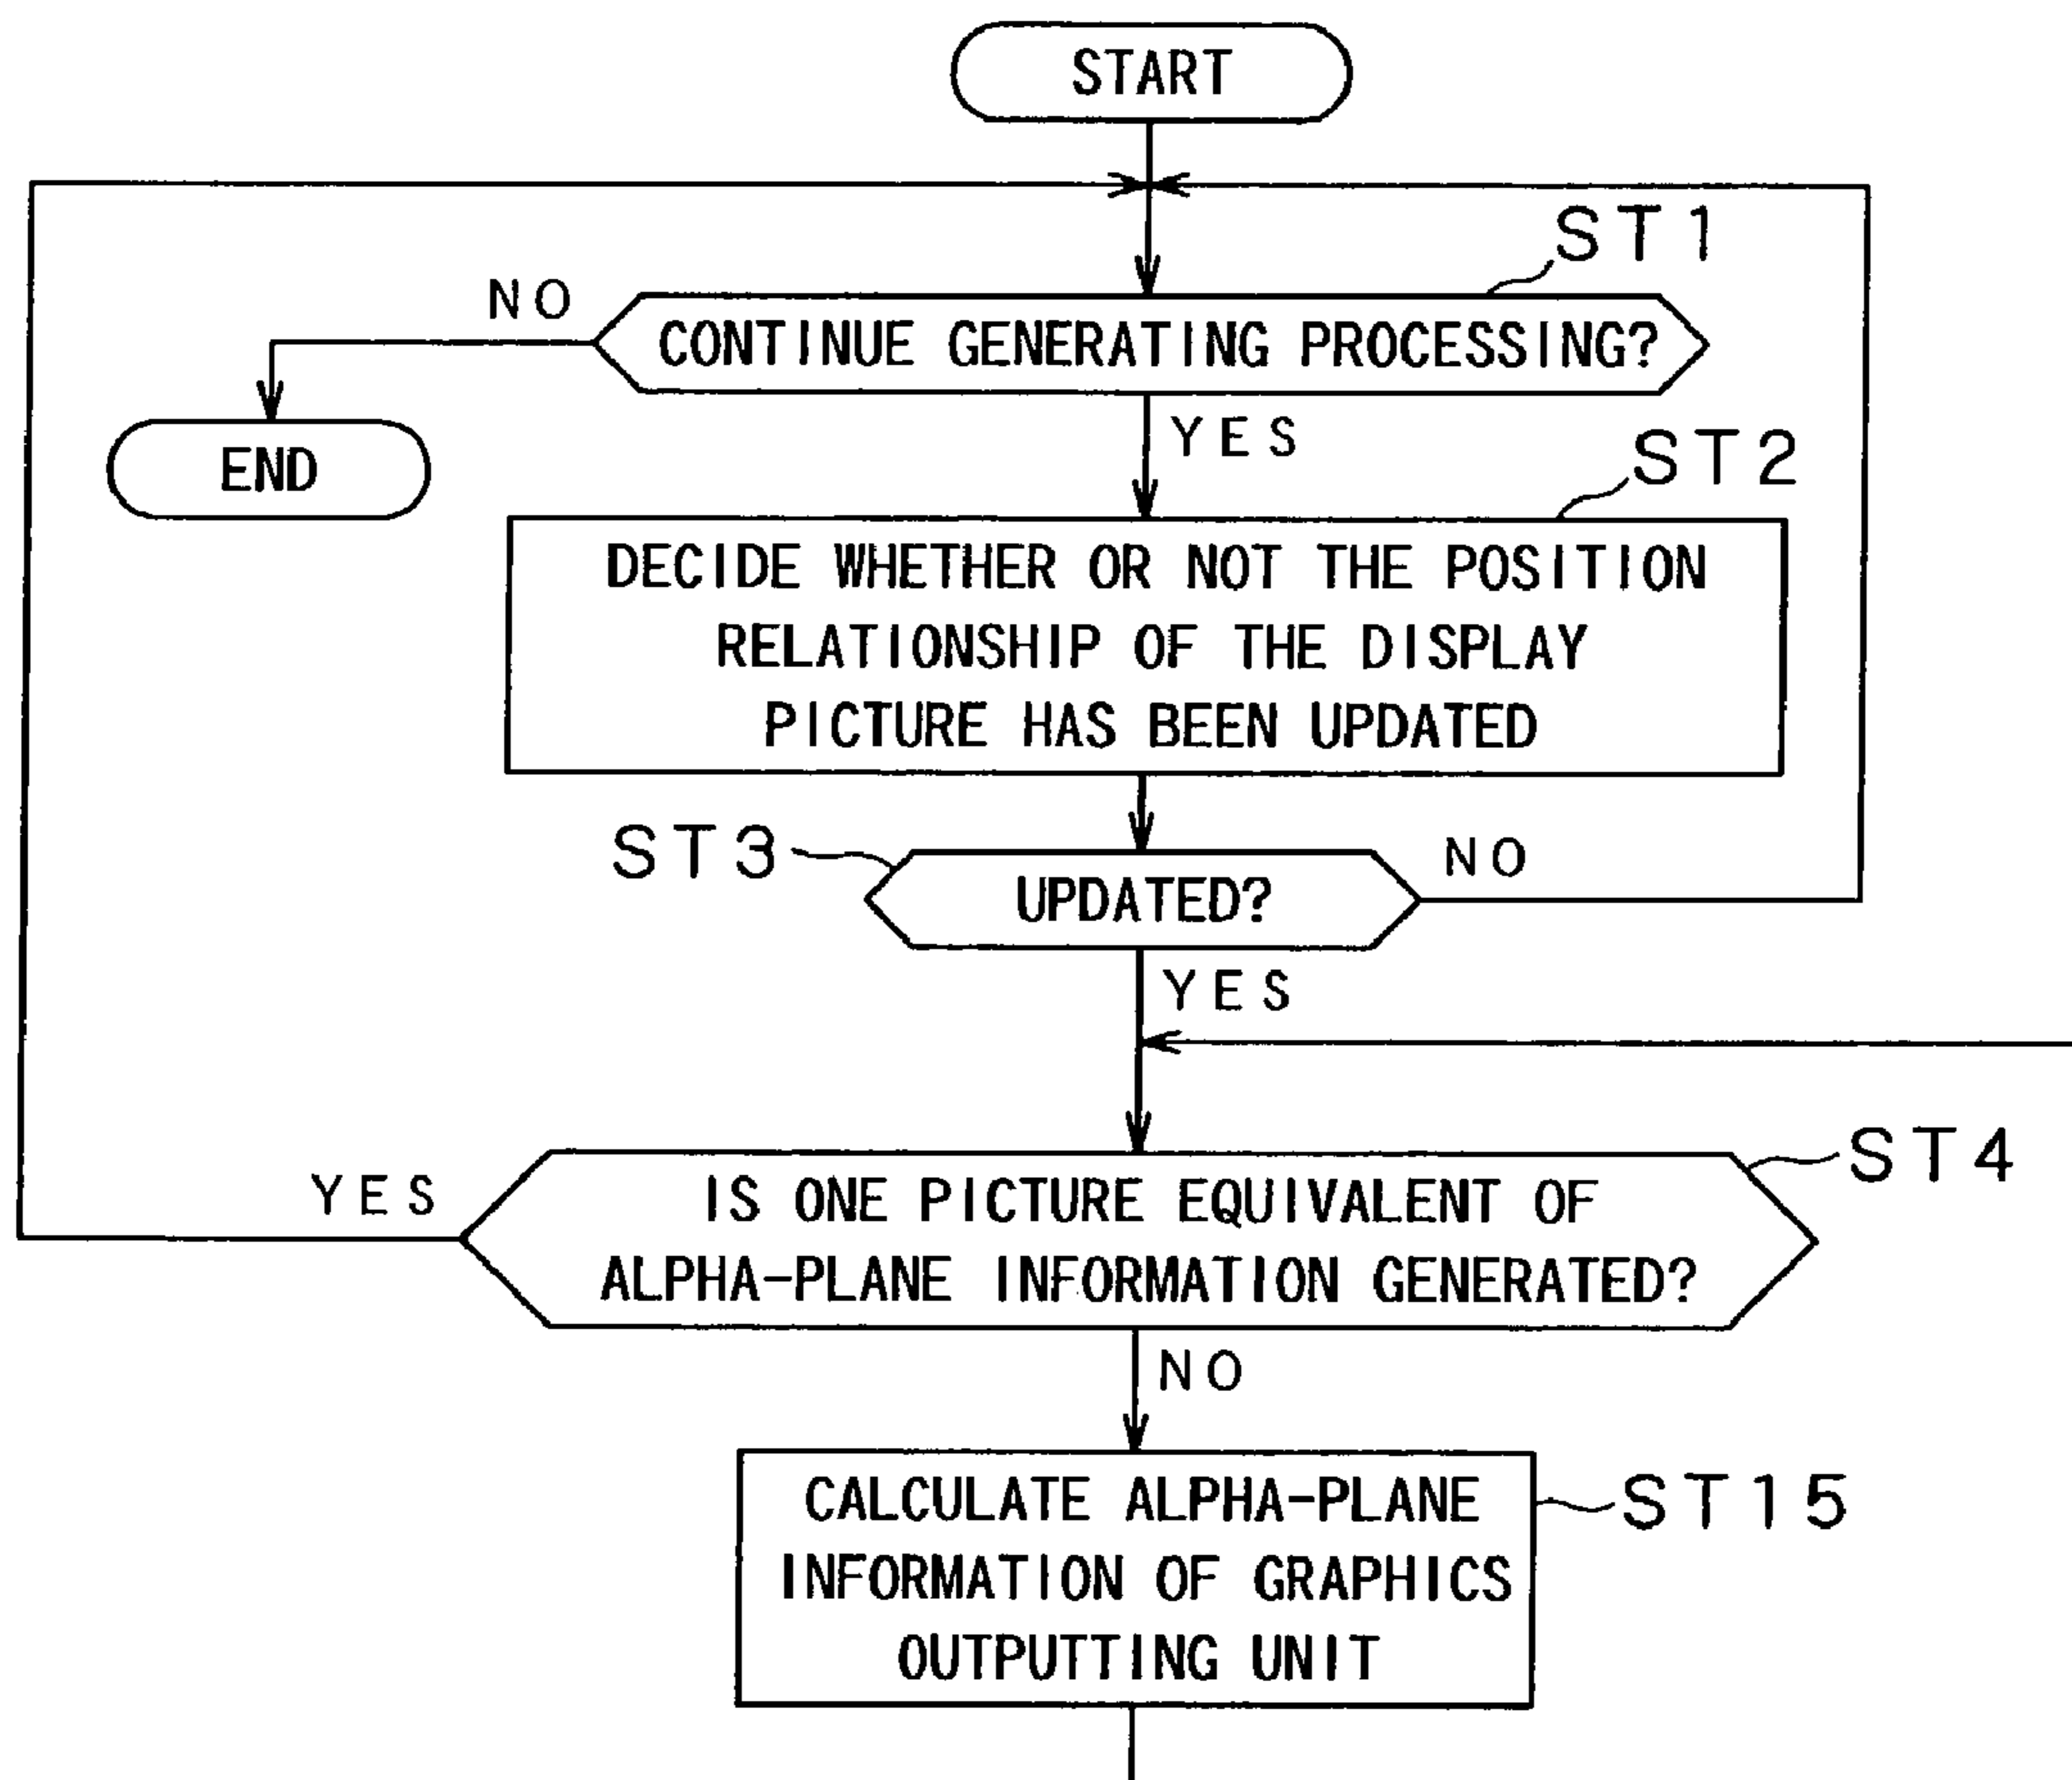 START
ST1
NO
CONTINUE GENERATING PROCESSING?
END
YES
ST2
DECIDE WHETHER OR NOT THE POSITION
RELATIONSHIP OF THE DISPLAY
PICTURE HAS BEEN UPDATED
ST3
NO
UPDATED?
YES
ST4
YES
IS ONE PICTURE EQUIVALENT OF
ALPHA-PLANE INFORMATION GENERATED?
NO
CALCULATE ALPHA-PLANE
INFORMATION OF GRAPHICS
OUTPUTTING UNIT
ST15